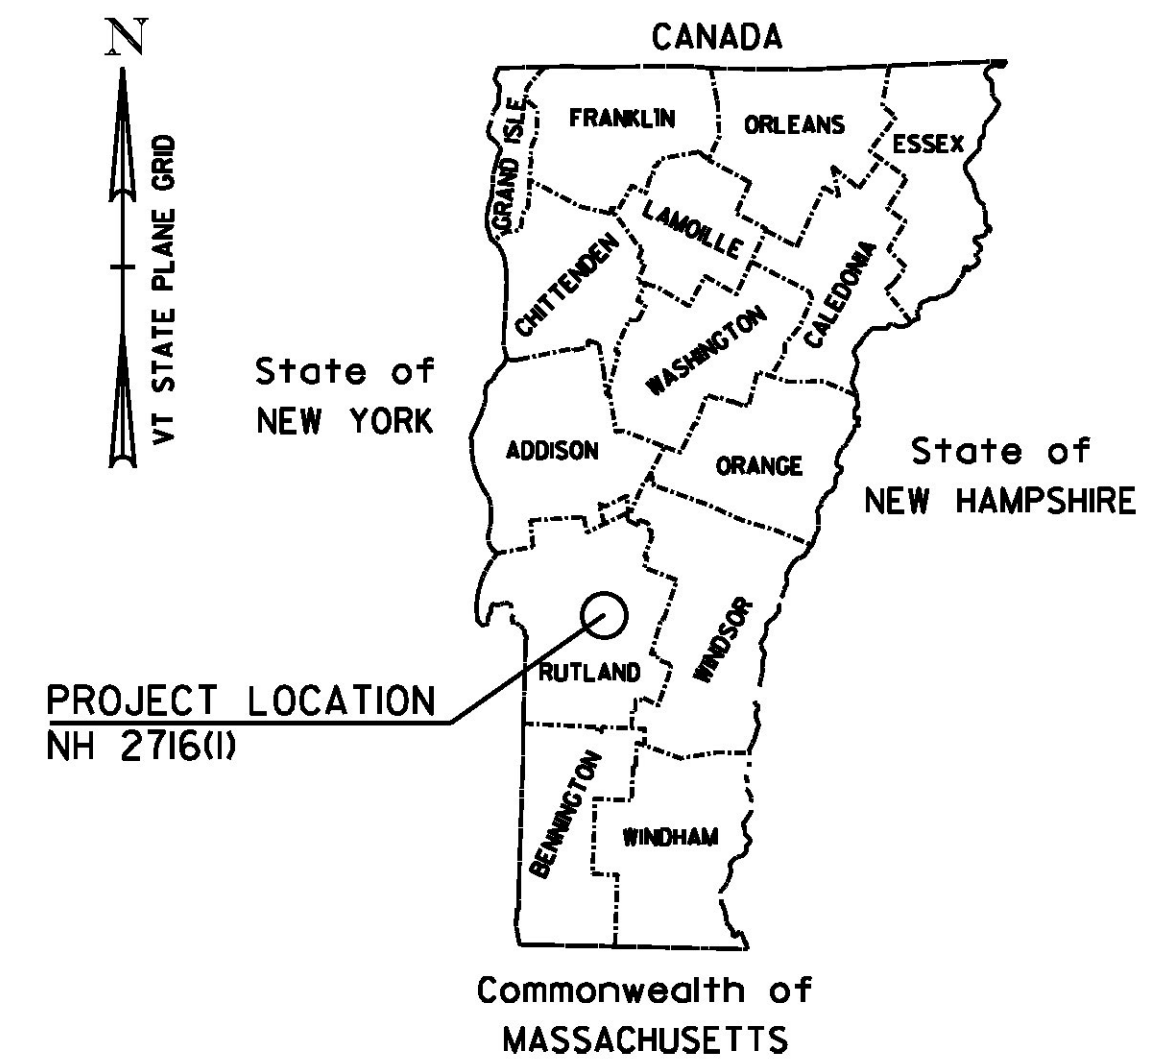 N
VT STATE PLANE GRID
CANADA
GRAND ISLE
FRANKLIN
ORLEANS
ESSEX
LAMOILLE
CHITTENDEN
CALEDONIA
WASHINGTON
State of
NEW YORK
ADDISON
ORANGE
State of
NEW HAMPSHIRE
WINDSOR
RUTLAND
PROJECT LOCATION
NH 2716(1)
BENNINGTON
WINDHAM
Commonwealth of
MASSACHUSETTS